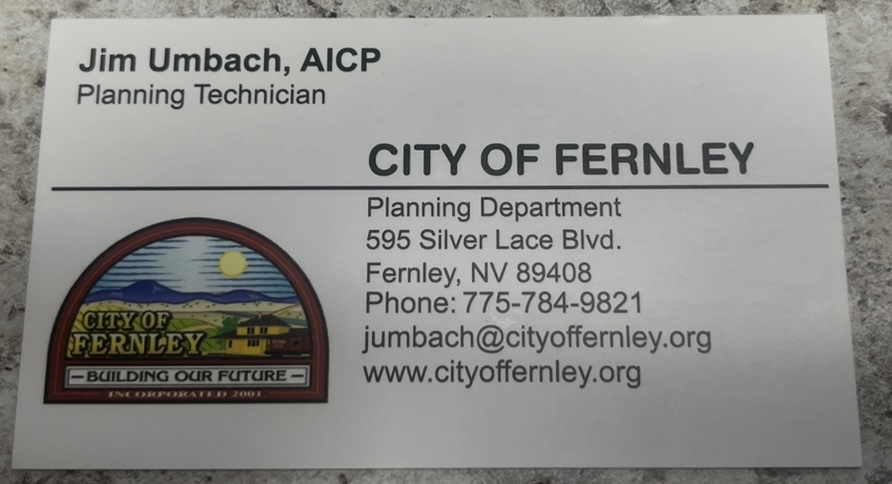 Jim Umbach, AICP
Planning Technician
CITY OF FERNLEY
Planning Department
595 Silver Lace Blvd.
Fernley, NV 89408
Phone: 775-784-9821
jumbach@cityoffernley.org
www.cityoffernley.org
CITY OF
FERNLEY
– BUILDING OUR FUTURE –
INCORPORATED 2001